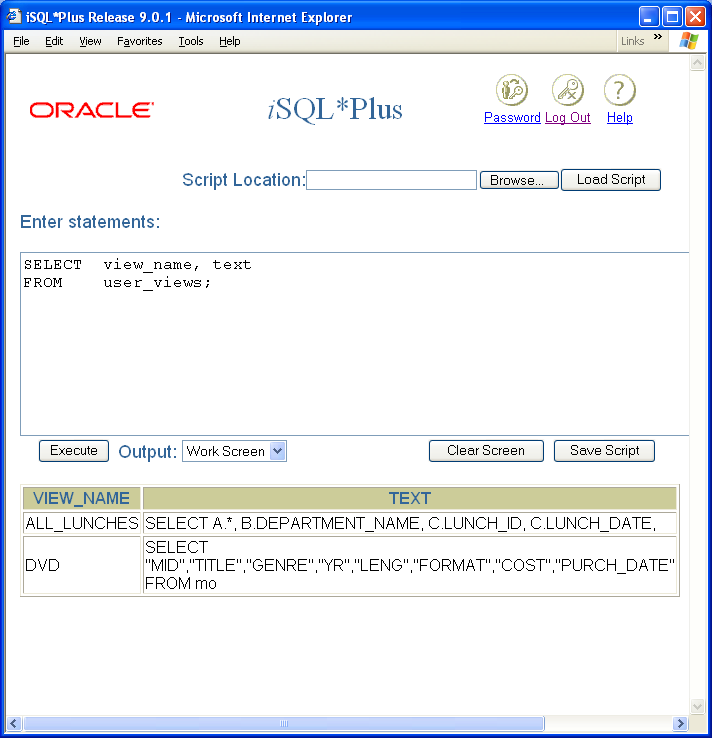 iSQL*Plus Release 9.0.1 - Microsoft Internet Explorer
File Edit View Favorites Tools Help Links »
ORACLE
iSQL*Plus
Password Log Out Help
Script Location: Browse... Load Script
Enter statements:
SELECT view_name, text
FROM user_views;
Execute Output: Work Screen Clear Screen Save Script
VIEW_NAME TEXT
ALL_LUNCHES SELECT A.*, B.DEPARTMENT_NAME, C.LUNCH_ID, C.LUNCH_DATE,
DVD SELECT
"MID","TITLE","GENRE","YR","LENG","FORMAT","COST","PURCH_DATE"
FROM mo